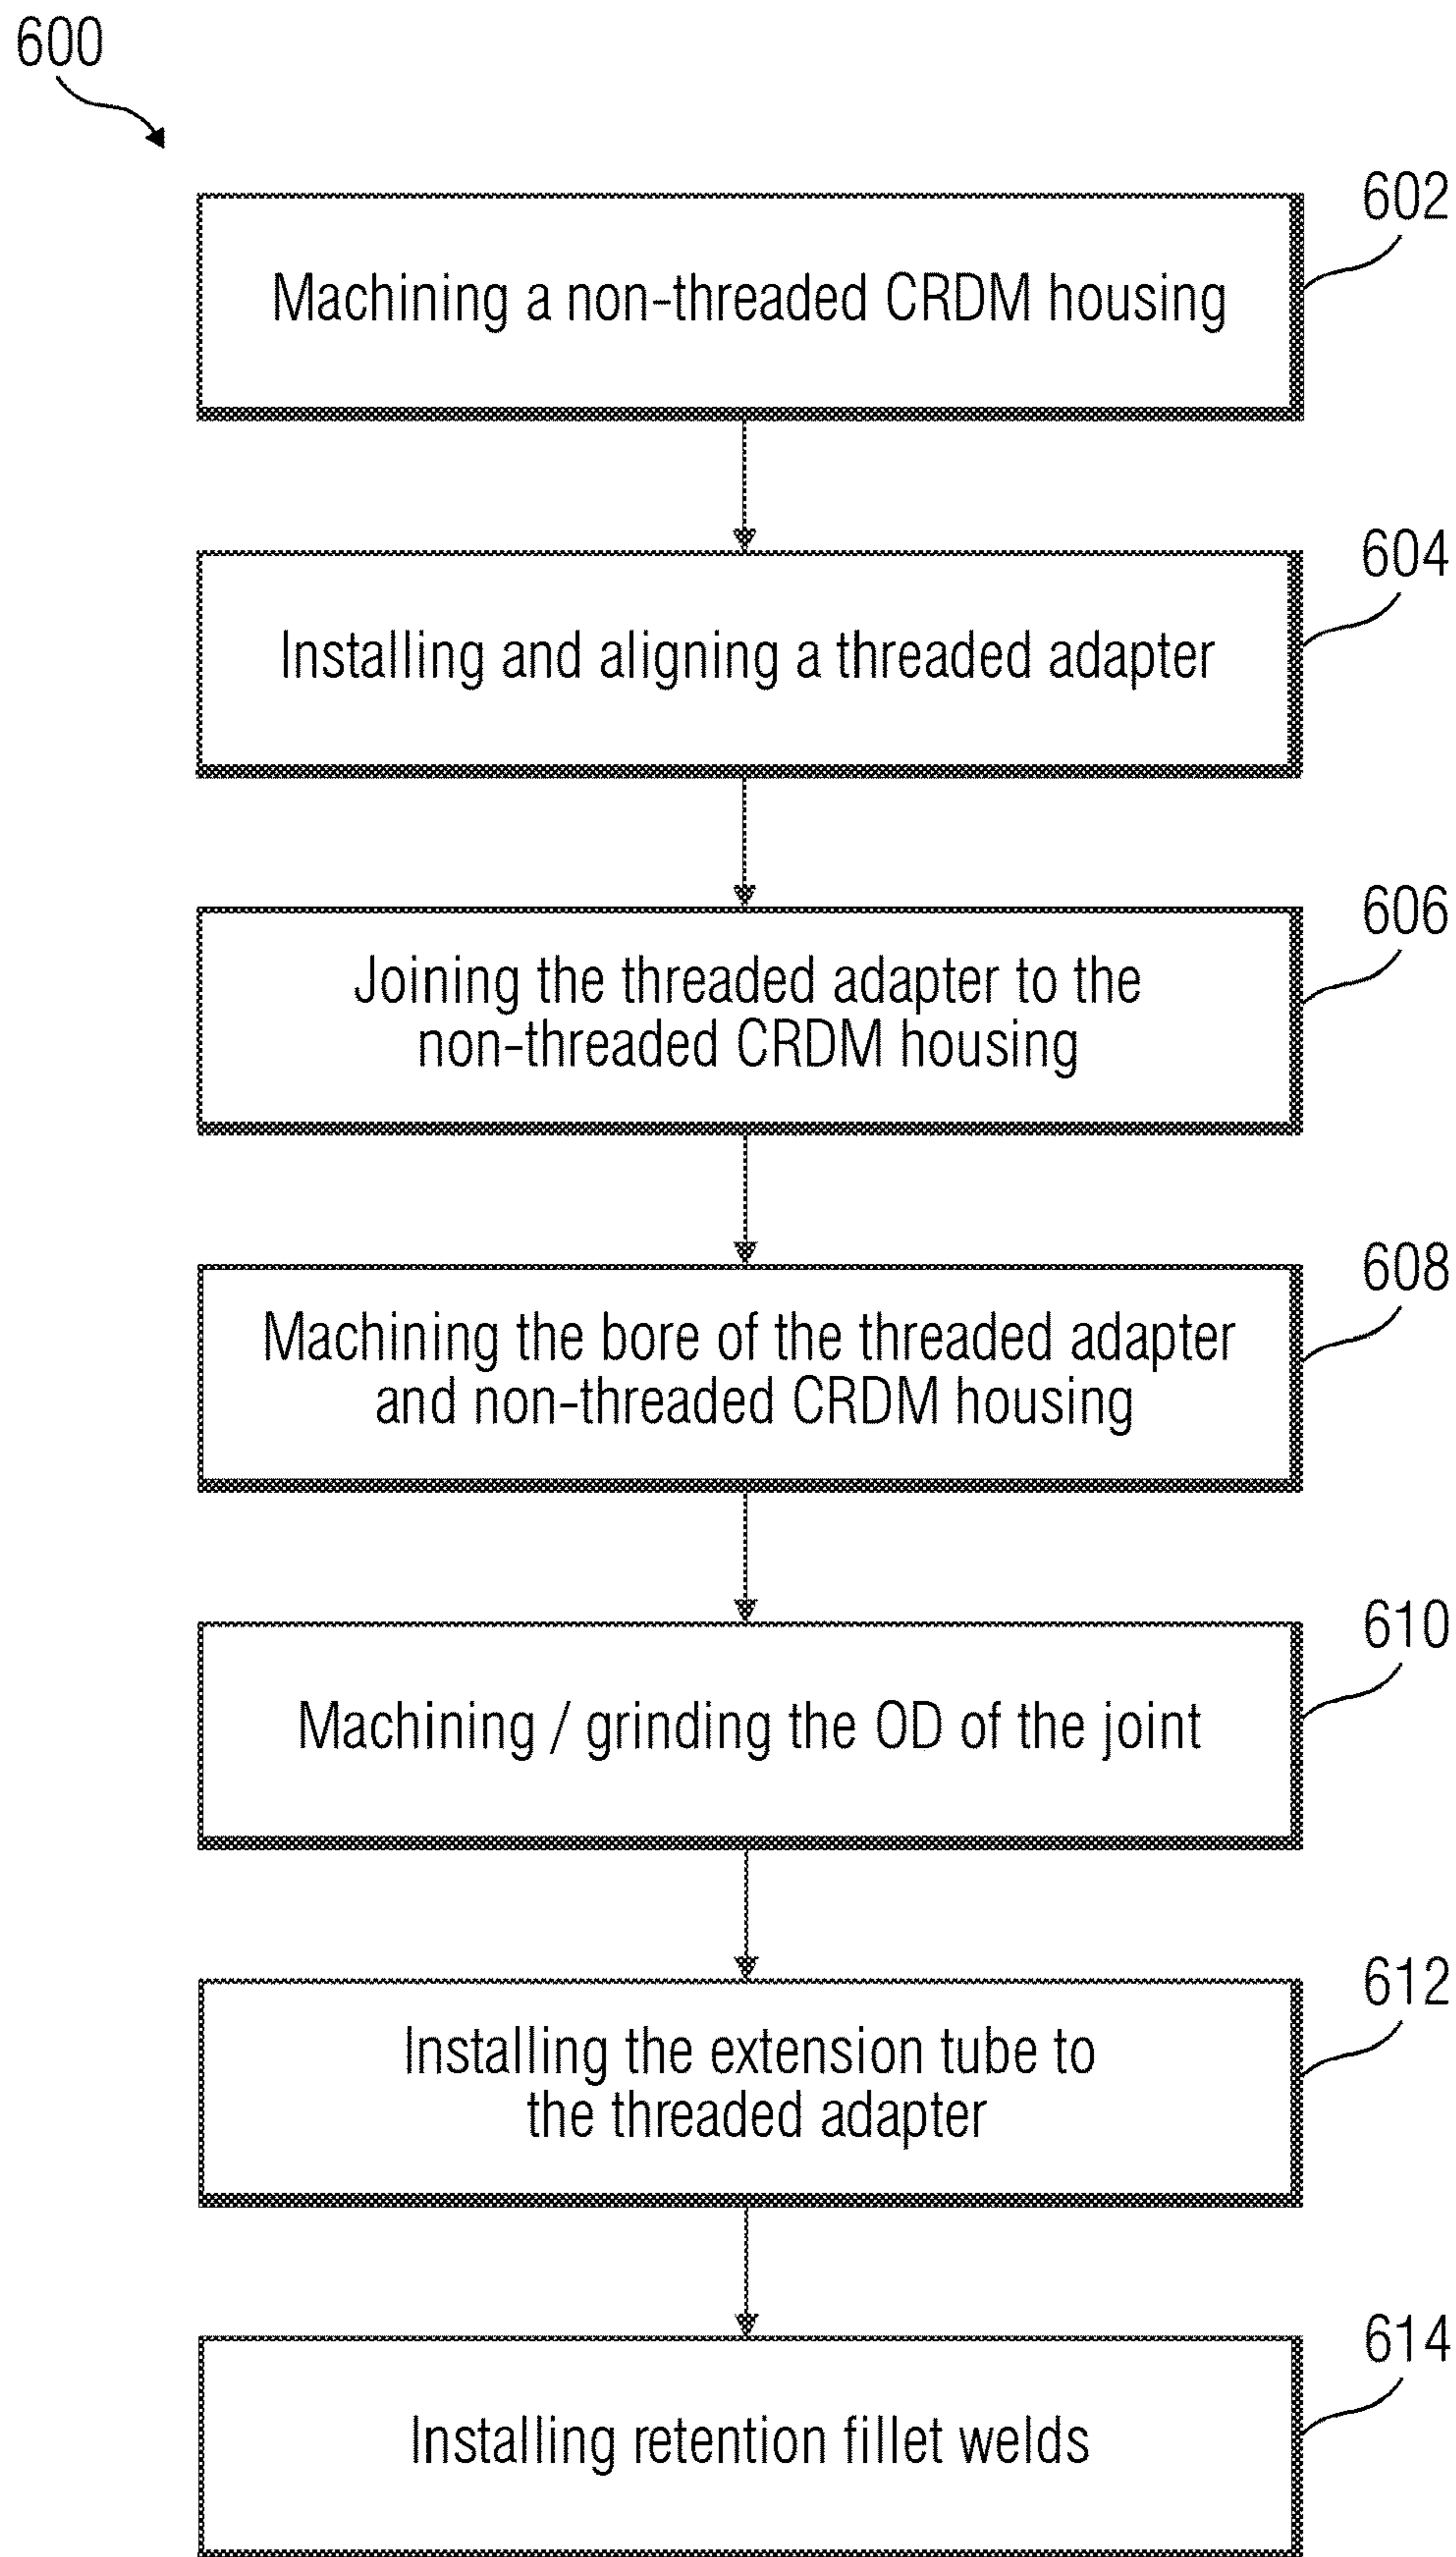 600
602
Machining a non-threaded CRDM housing
604
Installing and aligning a threaded adapter
606
Joining the threaded adapter to the
non-threaded CRDM housing
608
Machining the bore of the threaded adapter
and non-threaded CRDM housing
610
Machining / grinding the OD of the joint
612
Installing the extension tube to
the threaded adapter
614
Installing retention fillet welds